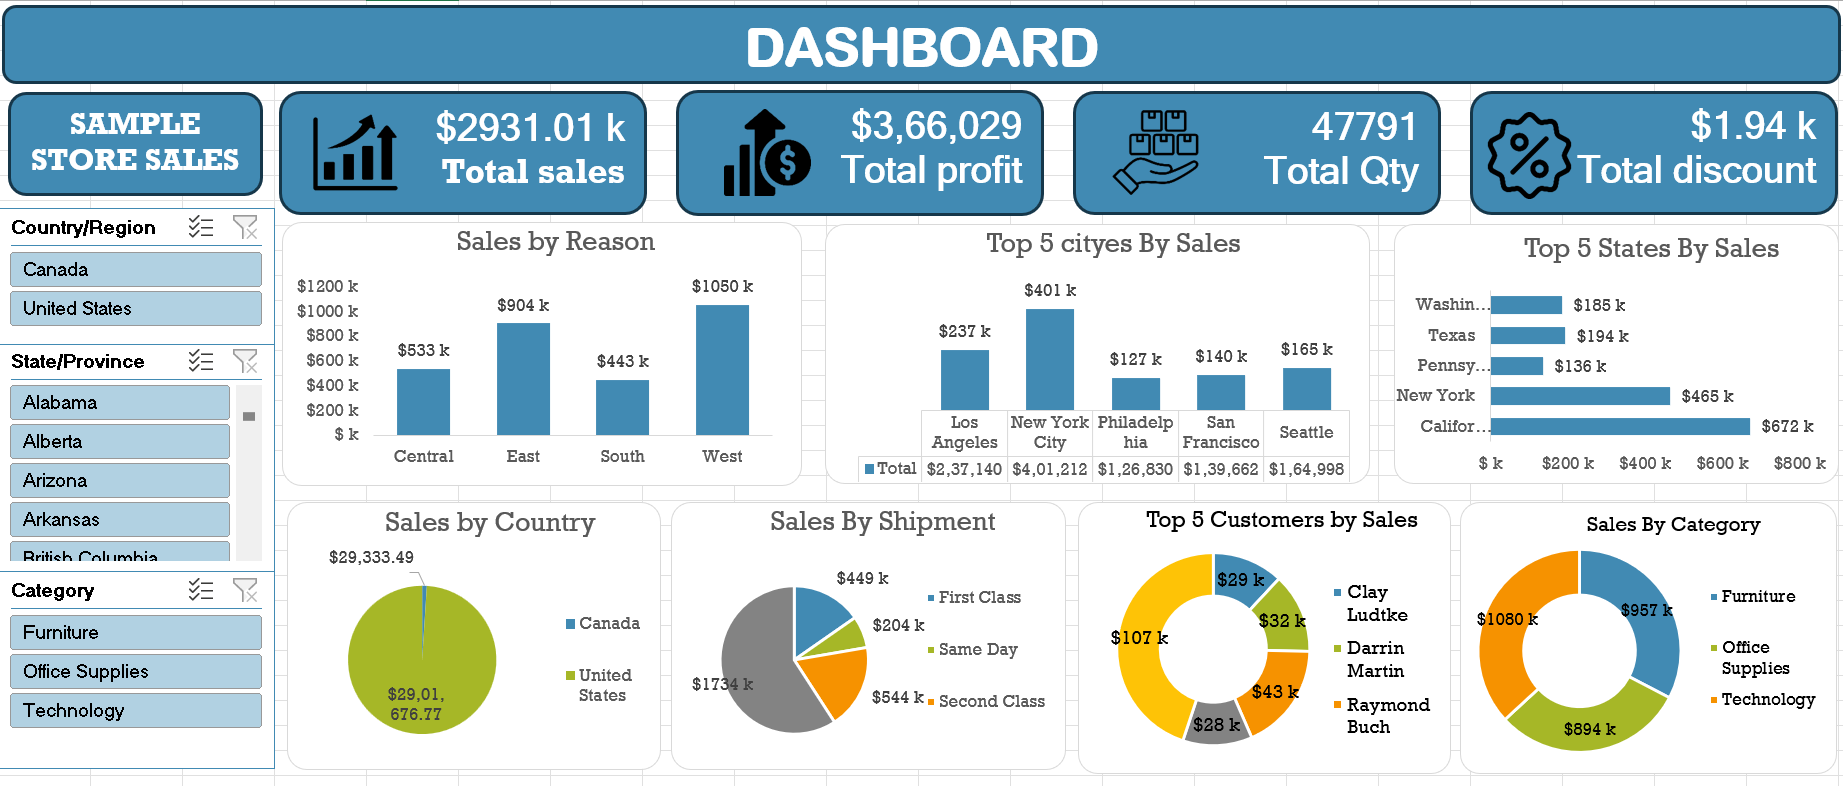 DASHBOARD
SAMPLE
STORE SALES
$2931.01 k
Total sales
$3,66,029
Total profit
47791
Total Qty
$1.94 k
Total discount
Country/Region
Canada
United States
State/Province
Alabama
Alberta
Arizona
Arkansas
British Columbia
Category
Furniture
Office Supplies
Technology
Sales by Reason
$1200 k
$1000 k
$800 k
$600 k
$400 k
$200 k
$ k
$533 k
$904 k
$443 k
$1050 k
Central
East
South
West
Top 5 cityes By Sales
$237 k
$401 k
$127 k
$140 k
$165 k
Los
Angeles
New York
City
Philadelp
hia
San
Francisco
Seattle
Total
$2,37,140
$4,01,212
$1,26,830
$1,39,662
$1,64,998
Top 5 States By Sales
Washin...
$185 k
Texas
$194 k
Pennsy...
$136 k
New York
$465 k
Califor...
$672 k
$ k
$200 k
$400 k
$600 k
$800 k
Sales by Country
$29,333.49
$29,01,
676.77
Canada
United
States
Sales By Shipment
$449 k
$204 k
$544 k
$1734 k
First Class
Same Day
Second Class
Top 5 Customers by Sales
$29 k
$32 k
$43 k
$28 k
$107 k
Clay
Ludtke
Darrin
Martin
Raymond
Buch
Sales By Category
$957 k
$894 k
$1080 k
Furniture
Office
Supplies
Technology